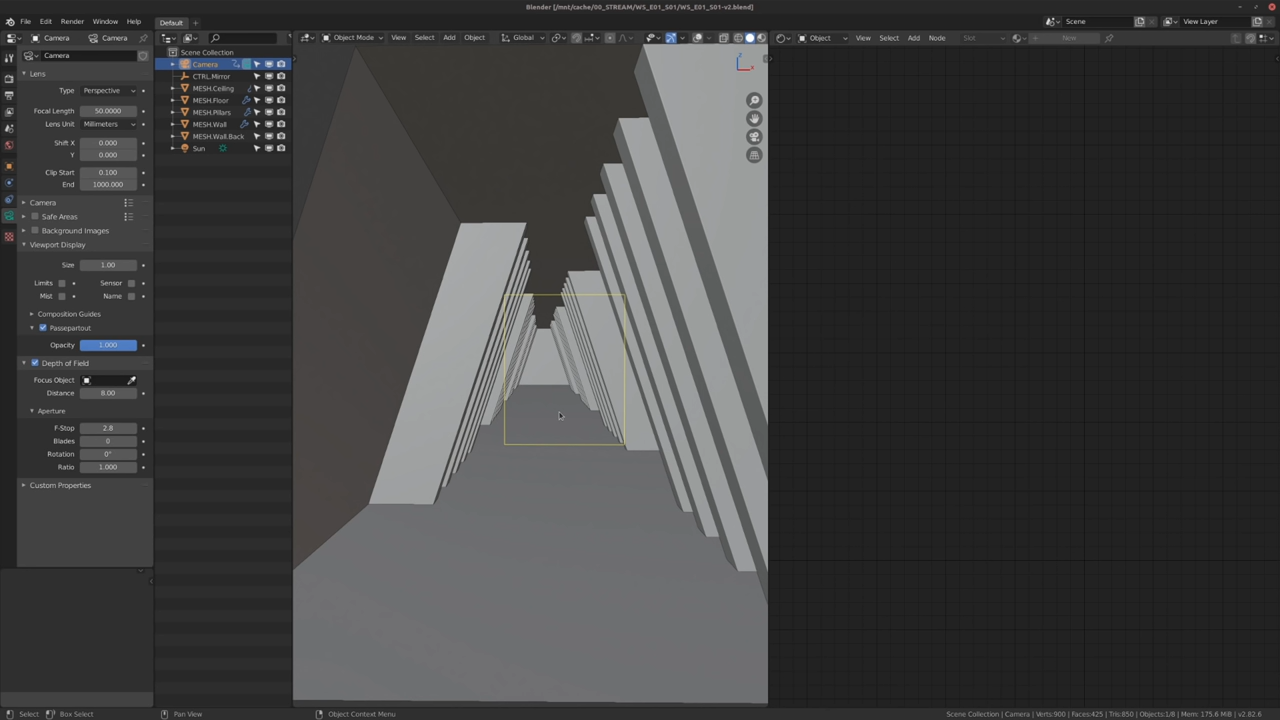 Blender [/mnt/cache/00_STREAM/WS_E01_S01/WS_E01_S01-v2.blend]
File Edit Render Window Help Default Scene View Layer
Camera Camera
Object Mode View Select Add Object Global
Object View Select Add Node Slot New
Camera
Lens
Type Perspective
Focal Length 50.0000
Lens Unit Millimeters
Shift X 0.000
Y 0.000
Clip Start 0.100
End 1000.000
Camera
Safe Areas
Background Images
Viewport Display
Size 1.00
Limits Sensor
Mist Name
Composition Guides
Passepartout
Opacity 1.000
Depth of Field
Focus Object
Distance 8.00
Aperture
F-Stop 2.8
Blades 0
Rotation 0°
Ratio 1.000
Custom Properties
Scene Collection
Camera
CTRL.Mirror
MESH.Ceiling
MESH.Floor
MESH.Pillars
MESH.Wall
MESH.Wall.Back
Sun
Z
X
Select Box Select Pan View Object Context Menu Scene Collection | Camera | Verts:900 | Faces:425 | Tris:850 | Objects:1/8 | Mem: 175.6 MiB | v2.82.6